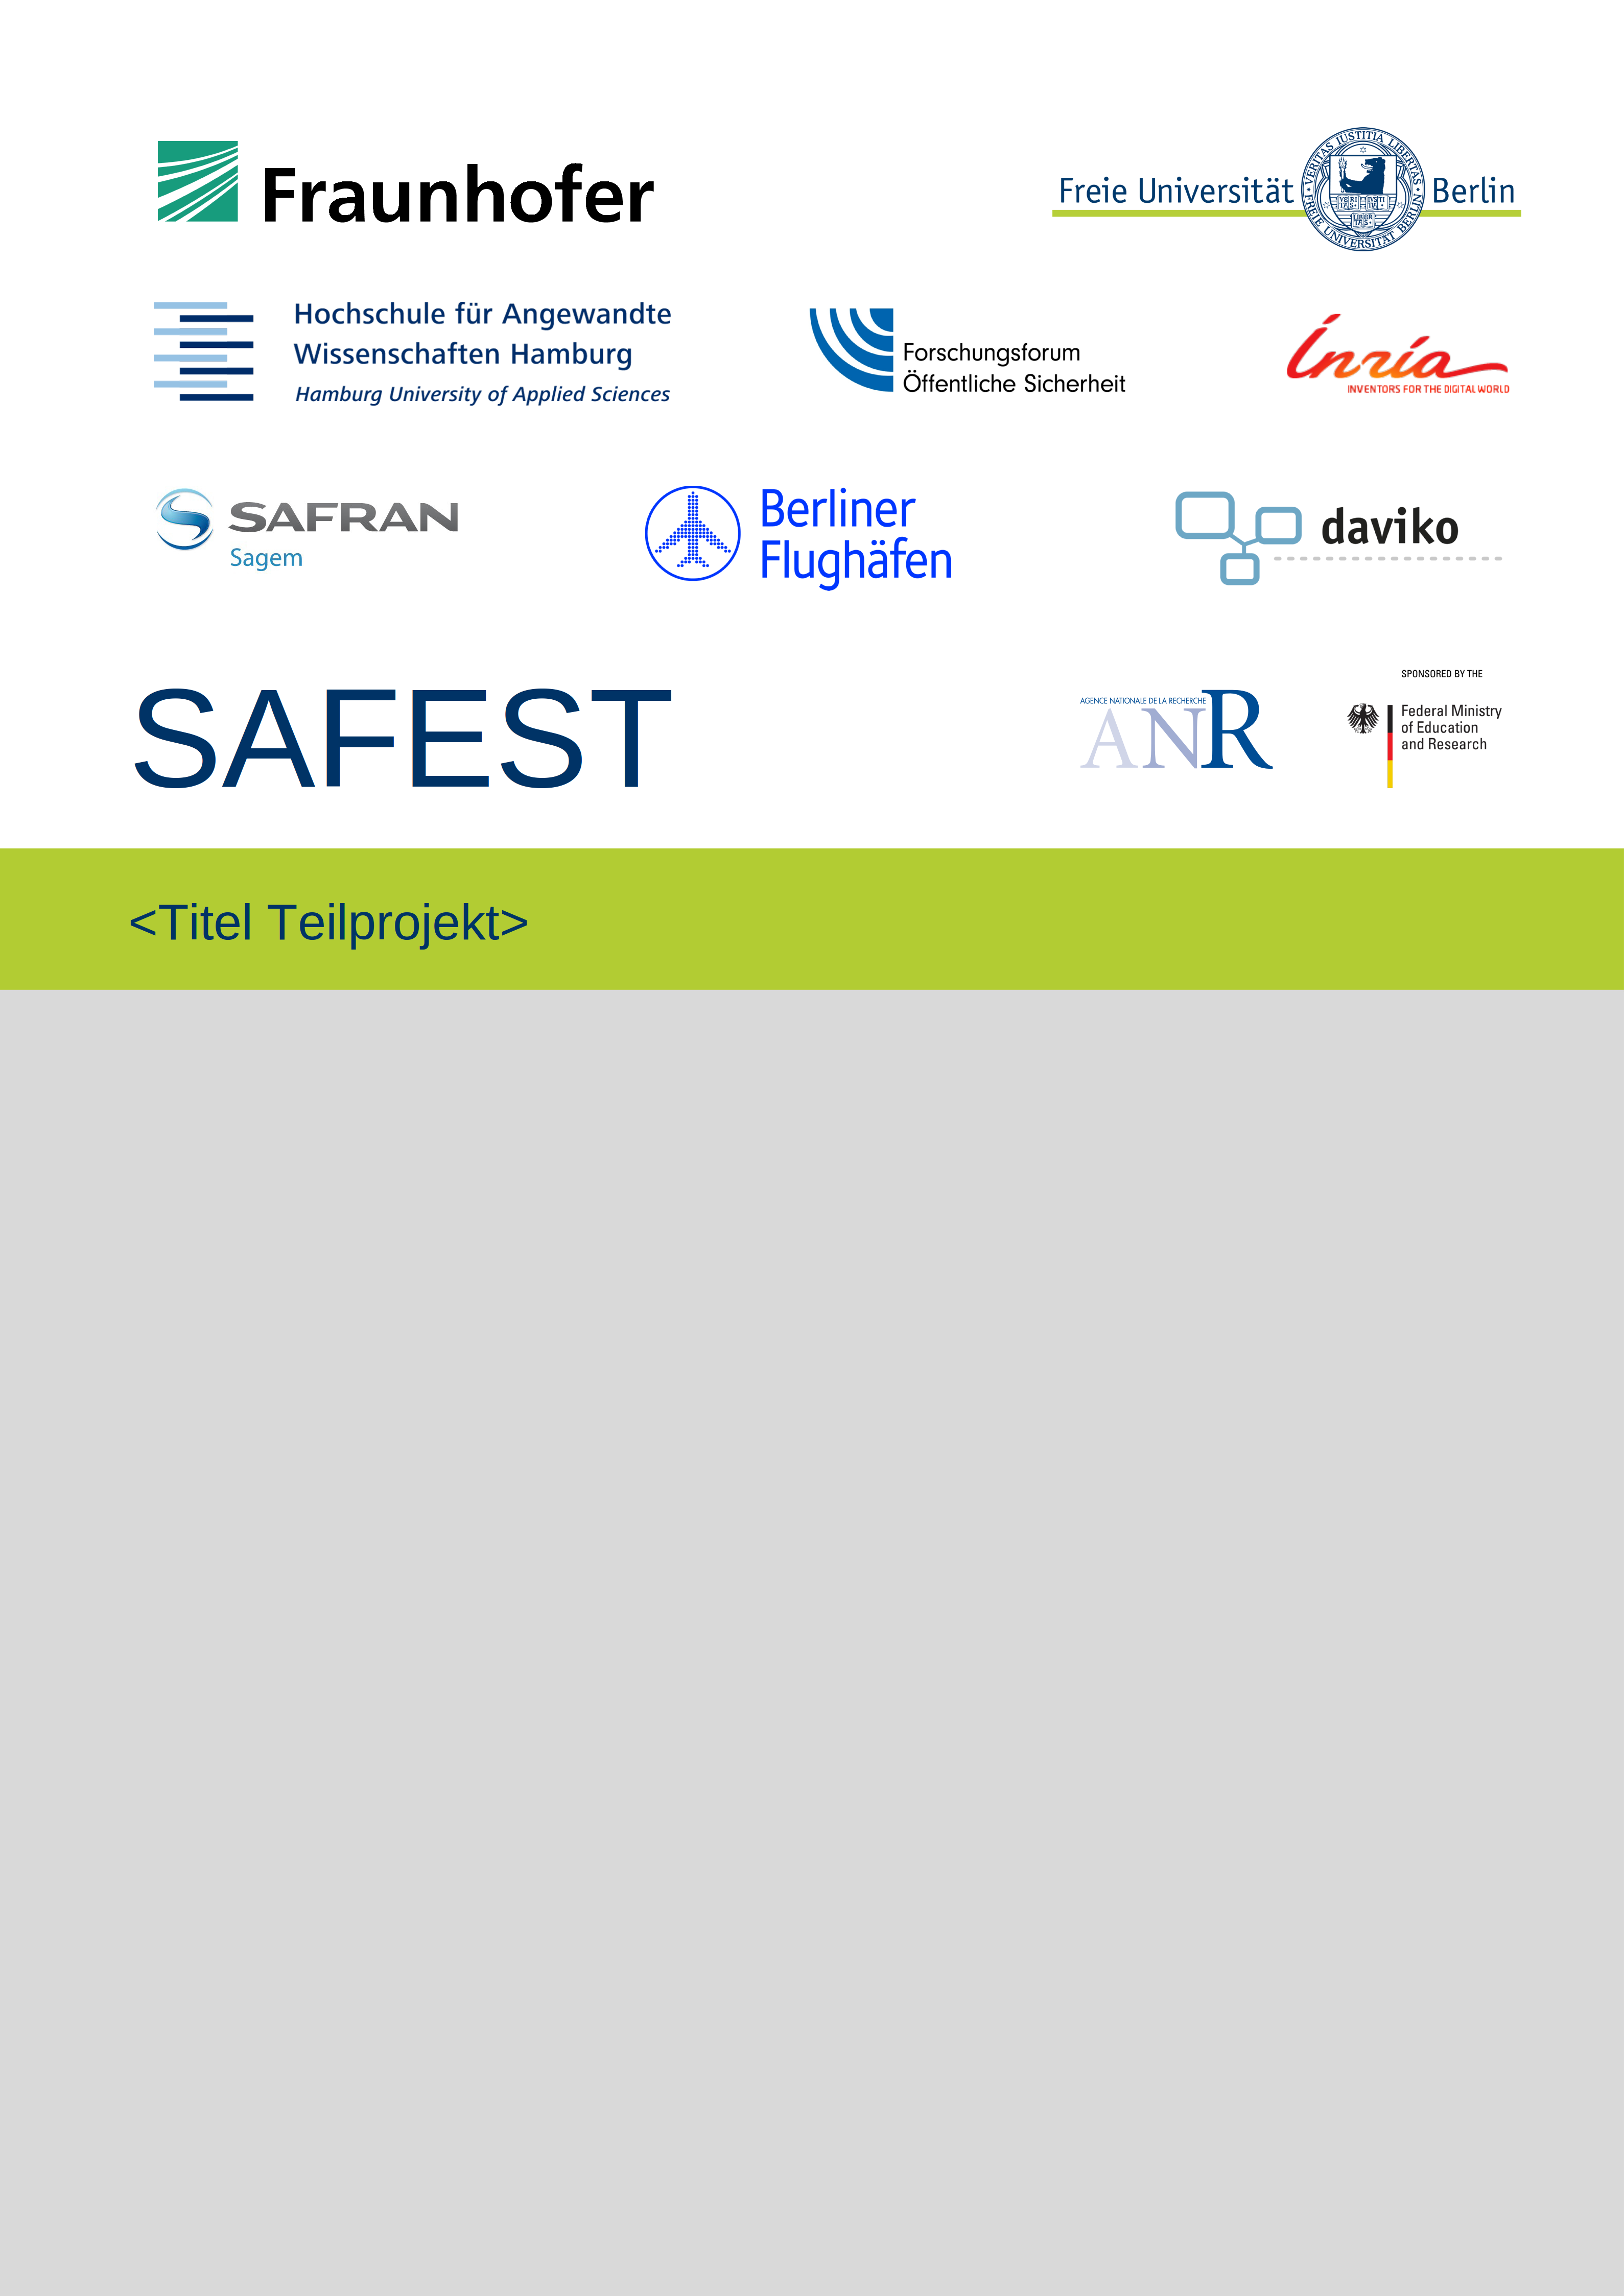 Fraunhofer
Freie Universität Berlin
VERITAS IUSTITIA LIBERTAS
FREIE UNIVERSITÄT BERLIN
Hochschule für Angewandte
Wissenschaften Hamburg
Hamburg University of Applied Sciences
Forschungsforum
Öffentliche Sicherheit
Inría
INVENTORS FOR THE DIGITAL WORLD
SAFRAN
Sagem
Berliner
Flughäfen
daviko
SAFEST
AGENCE NATIONALE DE LA RECHERCHE
ANR
SPONSORED BY THE
Federal Ministry
of Education
and Research
<Titel Teilprojekt>